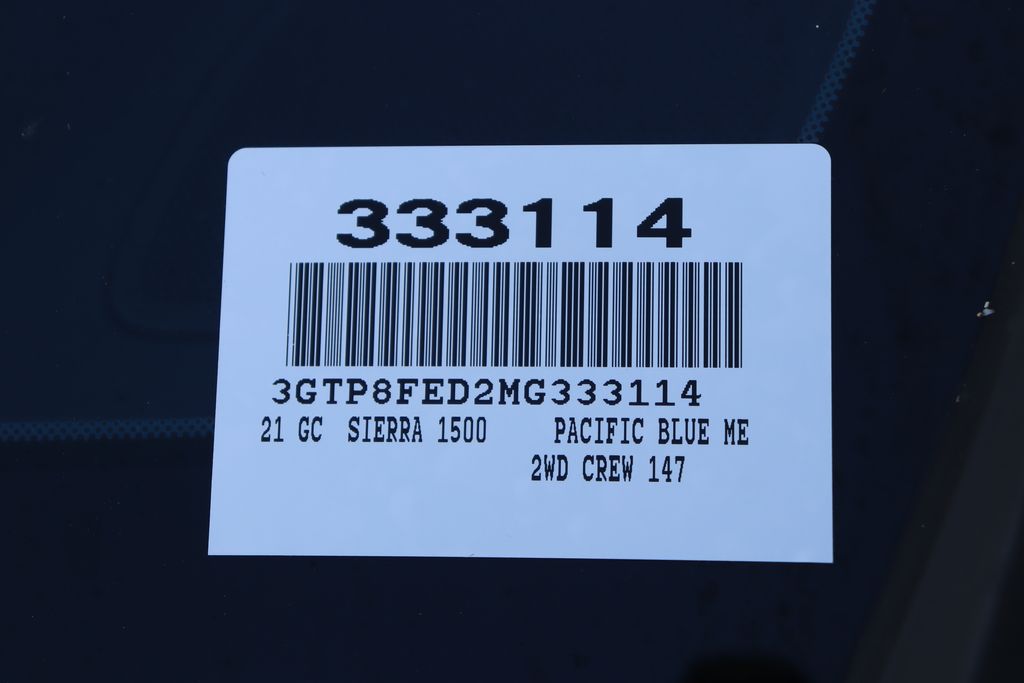 333114
3GTP8FED2MG333114
21 GC SIERRA 1500 PACIFIC BLUE ME
2WD CREW 147